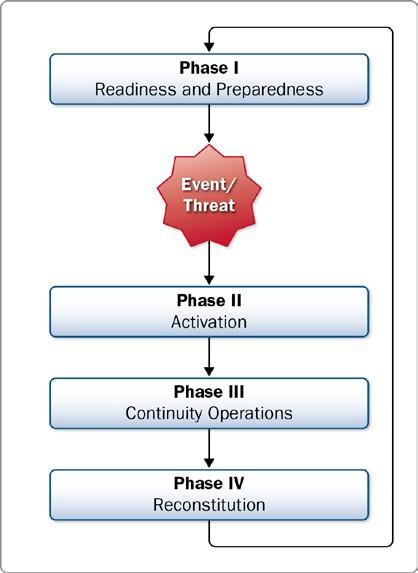 Phase I
Readiness and Preparedness
Event/
Threat
Phase II
Activation
Phase III
Continuity Operations
Phase IV
Reconstitution